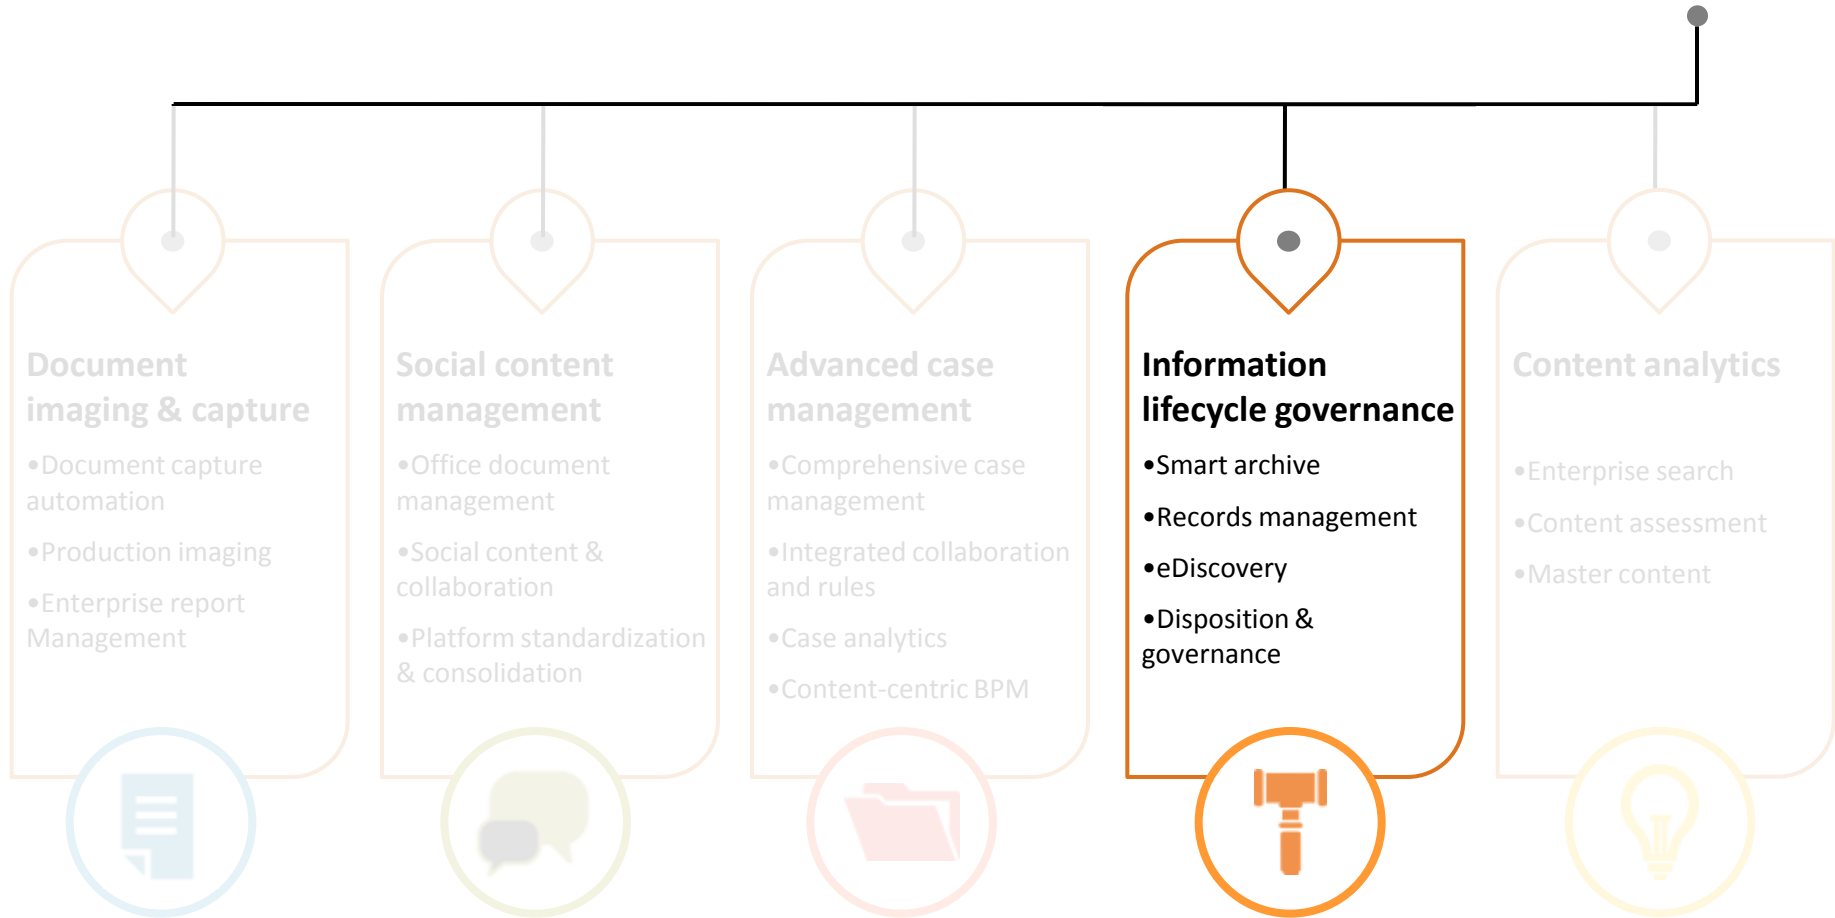 Document
imaging & capture
•Document capture
automation
•Production imaging
•Enterprise report
Management
Social content
management
•Office document
management
•Social content &
collaboration
•Platform standardization
& consolidation
Advanced case
management
•Comprehensive case
management
•Integrated collaboration
and rules
•Case analytics
•Content-centric BPM
Information
lifecycle governance
•Smart archive
•Records management
•eDiscovery
•Disposition &
governance
Content analytics
•Enterprise search
•Content assessment
•Master content